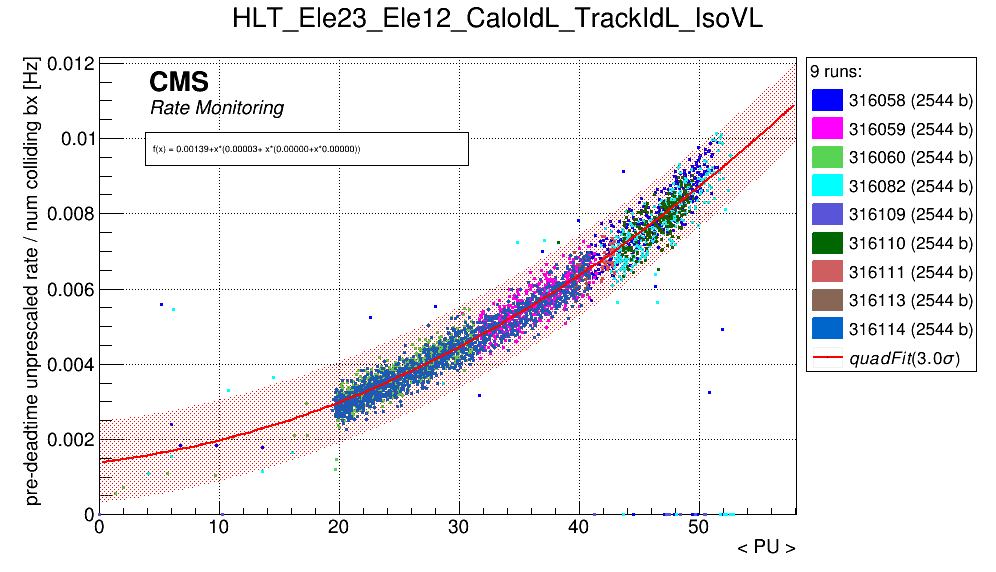 HLT_Ele23_Ele12_CaloIdL_TrackIdL_IsoVL
pre-deadtime unprescaled rate / num colliding bx [Hz]
0.012
0.01
0.008
0.006
0.004
0.002
0
CMS
Rate Monitoring
f(x) = 0.00139+x*(0.00003+ x*(0.00000+x*0.00000))
0 10 20 30 40 50
< PU >
9 runs:
316058 (2544 b)
316059 (2544 b)
316060 (2544 b)
316082 (2544 b)
316109 (2544 b)
316110 (2544 b)
316111 (2544 b)
316113 (2544 b)
316114 (2544 b)
quadFit(3.0σ)